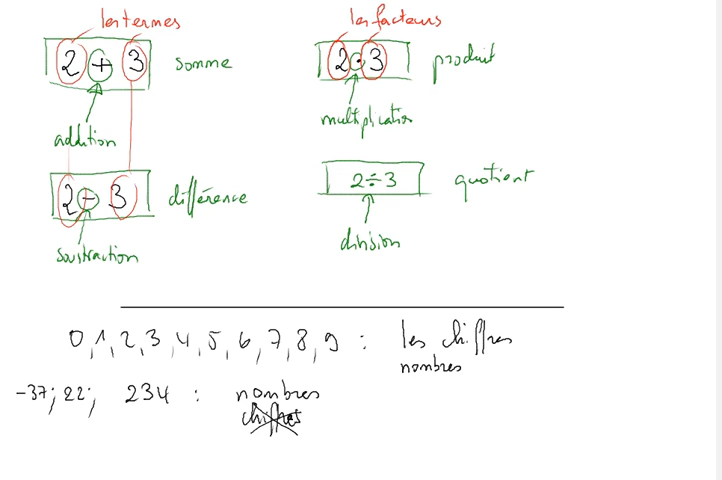 les termes
les facteurs
2 + 3 somme
2 · 3 produit
addition
multiplication
2 - 3 différence
2 ÷ 3 quotient
soustraction
division
0, 1, 2, 3, 4, 5, 6, 7, 8, 9 : les chiffres
nombres
-37; 22; 234 : nombres
chiffres